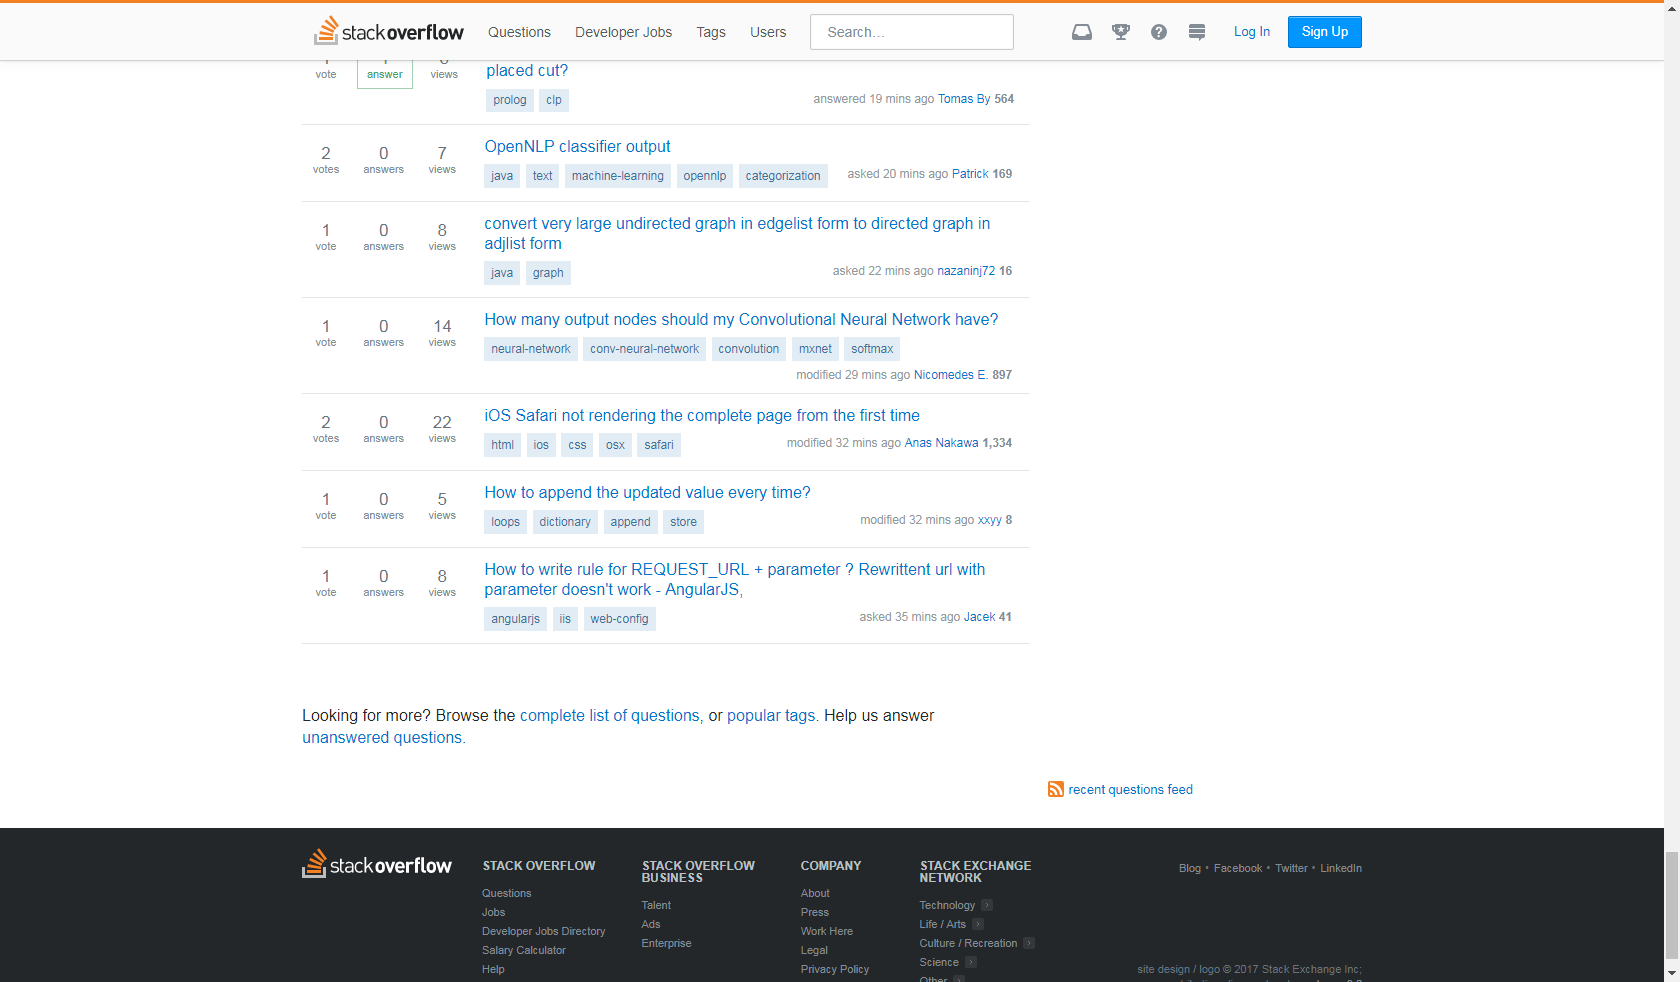 stackoverflow Questions Developer Jobs Tags Users Search... Log In Sign Up
placed cut?
vote answer views
prolog clp answered 19 mins ago Tomas By 564
OpenNLP classifier output
2 0 7
votes answers views
java text machine-learning opennlp categorization asked 20 mins ago Patrick 169
convert very large undirected graph in edgelist form to directed graph in
adjlist form
1 0 8
vote answers views
java graph asked 22 mins ago nazaninj72 16
How many output nodes should my Convolutional Neural Network have?
1 0 14
vote answers views
neural-network conv-neural-network convolution mxnet softmax
modified 29 mins ago Nicomedes E. 897
iOS Safari not rendering the complete page from the first time
2 0 22
votes answers views
html ios css osx safari modified 32 mins ago Anas Nakawa 1,334
How to append the updated value every time?
1 0 5
vote answers views
loops dictionary append store modified 32 mins ago xxyy 8
How to write rule for REQUEST_URL + parameter ? Rewrittent url with
parameter doesn't work - AngularJS,
1 0 8
vote answers views
angularjs iis web-config asked 35 mins ago Jacek 41
Looking for more? Browse the complete list of questions, or popular tags. Help us answer
unanswered questions.
recent questions feed
stackoverflow
STACK OVERFLOW
Questions
Jobs
Developer Jobs Directory
Salary Calculator
Help
STACK OVERFLOW
BUSINESS
Talent
Ads
Enterprise
COMPANY
About
Press
Work Here
Legal
Privacy Policy
STACK EXCHANGE
NETWORK
Technology
Life / Arts
Culture / Recreation
Science
Other
Blog • Facebook • Twitter • LinkedIn
site design / logo © 2017 Stack Exchange Inc;